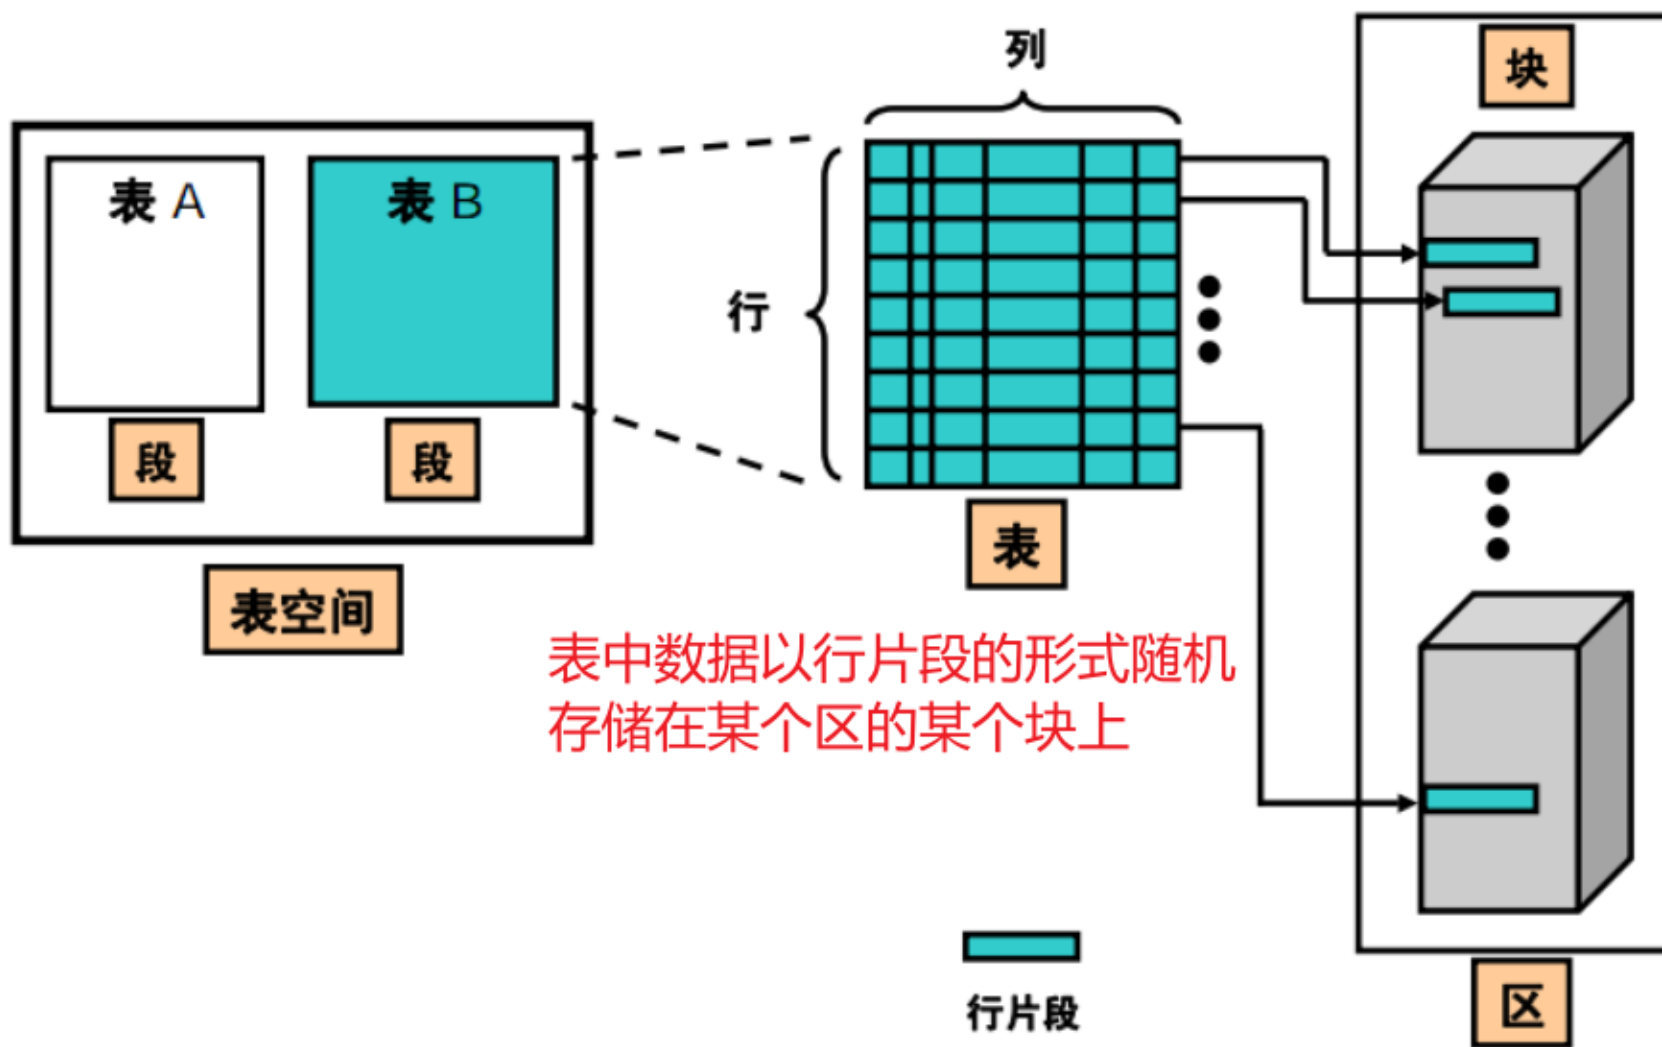 列
块
表 A
表 B
行
段
段
表
表空间
表中数据以行片段的形式随机
存储在某个区的某个块上
行片段
区